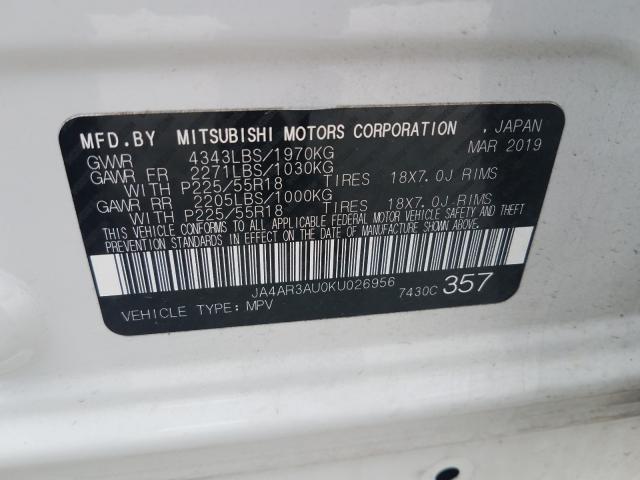 MFD.BY MITSUBISHI MOTORS CORPORATION , JAPAN
GVWR 4343LBS/1970KG MAR 2019
GAWR FR 2271LBS/1030KG
WITH P225/55R18 TIRES 18X7.0J RIMS
GAWR RR 2205LBS/1000KG
WITH P225/55R18 TIRES 18X7.0J RIMS
THIS VEHICLE CONFORMS TO ALL APPLICABLE FEDERAL MOTOR VEHICLE SAFETY AND THEFT
PREVENTION STANDARDS IN EFFECT ON THE DATE OF MANUFACTURE SHOWN ABOVE.
JA4AR3AU0KU026956 7430C 357
VEHICLE TYPE: MPV